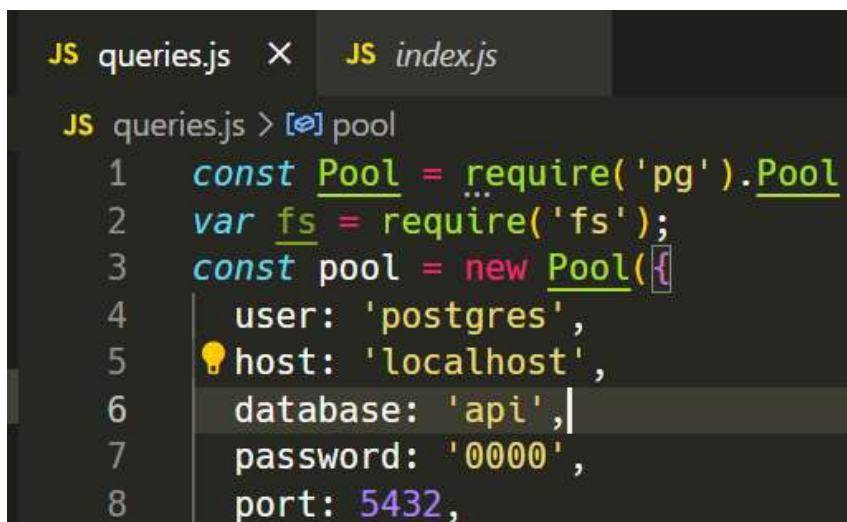 JS queries.js × JS index.js
JS queries.js > pool
1 const Pool = require('pg').Pool
2 var fs = require('fs');
3 const pool = new Pool({
4 user: 'postgres',
5 host: 'localhost',
6 database: 'api',
7 password: '0000',
8 port: 5432,